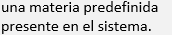 una materia predefinida
presente en el sistema.